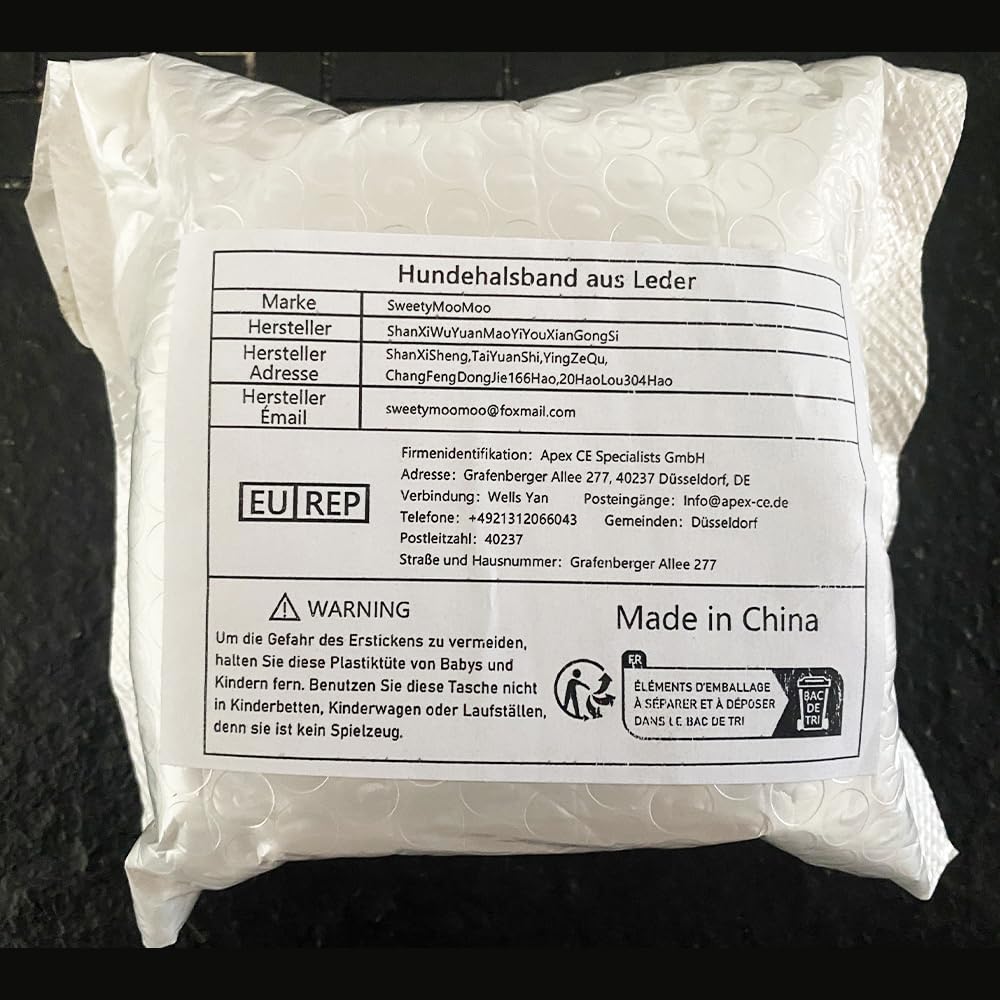 Hundehalsband aus Leder
Marke SweetyMooMoo
Hersteller ShanXiWuYuanMaoYiYouXianGongSi
Hersteller Adresse ShanXiSheng,TaiYuanShi,YingZeQu,
ChangFengDongJie166Hao,20HaoLou304Hao
Hersteller Émail sweetymoomoo@foxmail.com
EU REP
Firmenidentifikation: Apex CE Specialists GmbH
Adresse: Grafenberger Allee 277, 40237 Düsseldorf, DE
Verbindung: Wells Yan Posteingänge: Info@apex-ce.de
Telefone: +4921312066043 Gemeinden: Düsseldorf
Postleitzahl: 40237
Straße und Hausnummer: Grafenberger Allee 277
WARNING
Um die Gefahr des Erstickens zu vermeiden,
halten Sie diese Plastiktüte von Babys und
Kindern fern. Benutzen Sie diese Tasche nicht
in Kinderbetten, Kinderwagen oder Laufställen,
denn sie ist kein Spielzeug.
Made in China
FR
ÉLÉMENTS D'EMBALLAGE
À SÉPARER ET À DÉPOSER
DANS LE BAC DE TRI
BAC
DE
TRI